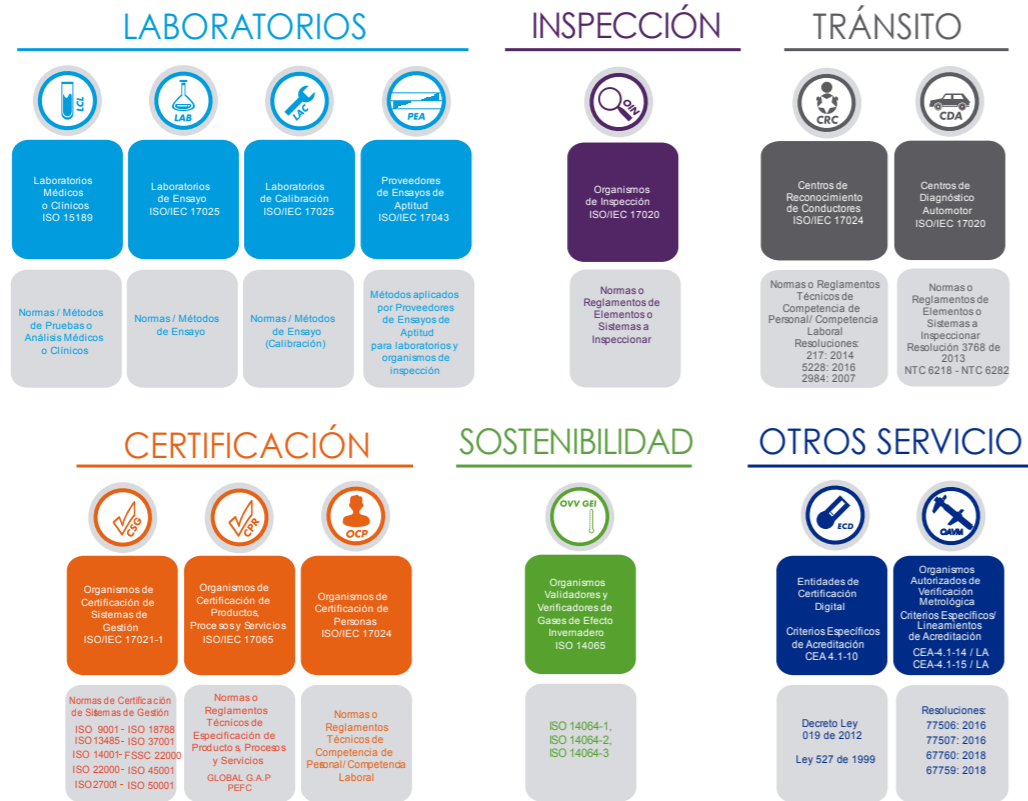 LABORATORIOS
LCL
LAB
LAC
PEA
Laboratorios
Médicos
o Clínicos
ISO 15189
Laboratorios
de Ensayo
ISO/IEC 17025
Laboratorios
de Calibración
ISO/IEC 17025
Proveedores
de Ensayos de
Aptitud
ISO/IEC 17043
Normas / Métodos
de Pruebas o
Análisis Médicos
o Clínicos
Normas / Métodos
de Ensayo
Normas / Métodos
de Ensayo
(Calibración)
Métodos aplicados
por Proveedores
de Ensayos de
Aptitud
para laboratorios y
organismos de
inspección
INSPECCIÓN
OIN
Organismos
de Inspección
ISO/IEC 17020
Normas o
Reglamentos de
Elementos o
Sistemas a
Inspeccionar
TRÁNSITO
CRC
CDA
Centros de
Reconocimiento
de Conductores
ISO/IEC 17024
Centros de
Diagnóstico
Automotor
ISO/IEC 17020
Normas o Reglamentos
Técnicos de
Competencia de
Personal/ Competencia
Laboral
Resoluciones:
217: 2014
5228: 2016
2984: 2007
Normas o
Reglamentos de
Elementos o
Sistemas a
Inspeccionar
Resolución 3768 de
2013
NTC 6218 - NTC 6282
CERTIFICACIÓN
CSG
CPR
OCP
Organismos de
Certificación de
Sistemas de
Gestión
ISO/IEC 17021-1
Organismos de
Certificación de
Productos,
Procesos y Servicios
ISO/IEC 17065
Organismos de
Certificación de
Personas
ISO/IEC 17024
Normas de Certificación
de Sistemas de Gestión
ISO 9001 - ISO 18788
ISO13485 - ISO 37001
ISO 14001- FSSC 22000
ISO 22000 - ISO 45001
ISO27001 - ISO 50001
Normas o
Reglamentos
Técnicos de
Especificación de
Productos, Procesos
y Servicios
GLOBAL G.A.P
PEFC
Normas o
Reglamentos
Técnicos de
Competencia de
Personal/ Competencia
Laboral
SOSTENIBILIDAD
OVV GEI
Organismos
Validadores y
Verificadores de
Gases de Efecto
Invernadero
ISO 14065
ISO 14064-1,
ISO 14064-2,
ISO 14064-3
OTROS SERVICIO
ECD
OAVM
Entidades de
Certificación
Digital
Criterios Específicos
de Acreditación
CEA 4.1-10
Organismos
Autorizados de
Verificación
Metrológica
Criterios Específicos/
Lineamientos
de Acreditación
CEA-4.1-14 / LA
CEA-4.1-15 / LA
Decreto Ley
019 de 2012
Ley 527 de 1999
Resoluciones:
77506: 2016
77507: 2016
67760: 2018
67759: 2018